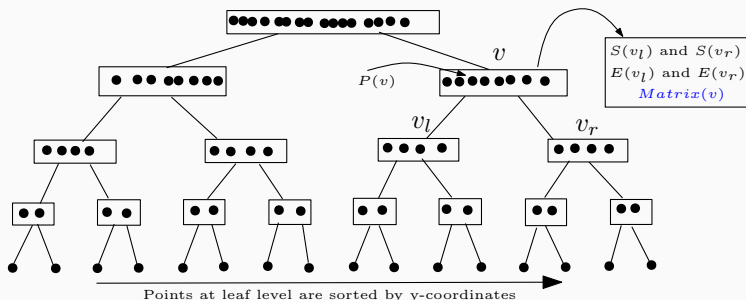 v
P(v)
S(v_l) and S(v_r)
E(v_l) and E(v_r)
Matrix(v)
v_l
v_r
Points at leaf level are sorted by y-coordinates